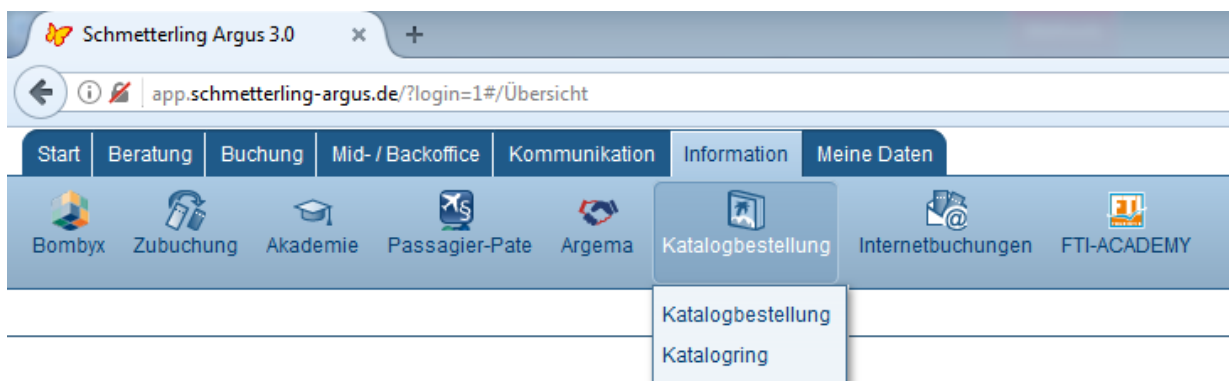 Schmetterling Argus 3.0
app.schmetterling-argus.de/?login=1#/Übersicht
Start Beratung Buchung Mid- / Backoffice Kommunikation Information Meine Daten
Bombyx Zubuchung Akademie Passagier-Pate Argema Katalogbestellung Internetbuchungen FTI-ACADEMY
Katalogbestellung
Katalogring